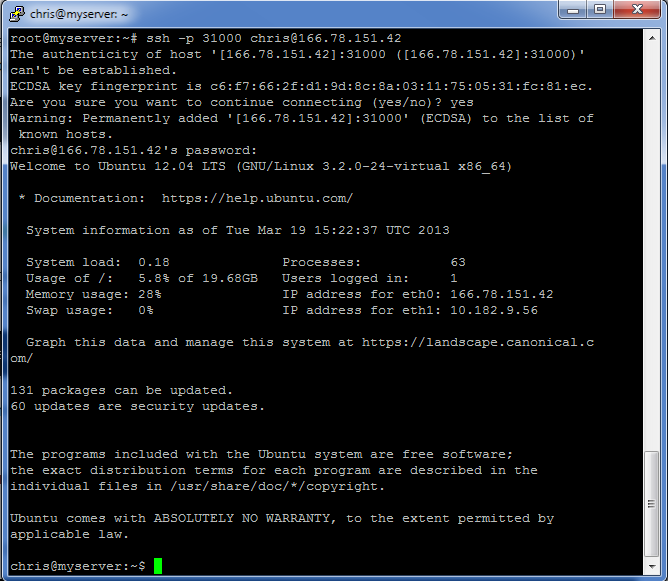 chris@myserver: ~
root@myserver:~# ssh -p 31000 chris@166.78.151.42
The authenticity of host '[166.78.151.42]:31000 ([166.78.151.42]:31000)'
can't be established.
ECDSA key fingerprint is c6:f7:66:2f:d1:9d:8c:8a:03:11:75:05:31:fc:81:ec.
Are you sure you want to continue connecting (yes/no)? yes
Warning: Permanently added '[166.78.151.42]:31000' (ECDSA) to the list of
 known hosts.
chris@166.78.151.42's password:
Welcome to Ubuntu 12.04 LTS (GNU/Linux 3.2.0-24-virtual x86_64)

 * Documentation:  https://help.ubuntu.com/

  System information as of Tue Mar 19 15:22:37 UTC 2013

  System load:  0.18              Processes:           63
  Usage of /:   5.8% of 19.68GB   Users logged in:     1
  Memory usage: 28%               IP address for eth0: 166.78.151.42
  Swap usage:   0%                IP address for eth1: 10.182.9.56

  Graph this data and manage this system at https://landscape.canonical.c
om/

131 packages can be updated.
60 updates are security updates.


The programs included with the Ubuntu system are free software;
the exact distribution terms for each program are described in the
individual files in /usr/share/doc/*/copyright.

Ubuntu comes with ABSOLUTELY NO WARRANTY, to the extent permitted by
applicable law.

chris@myserver:~$